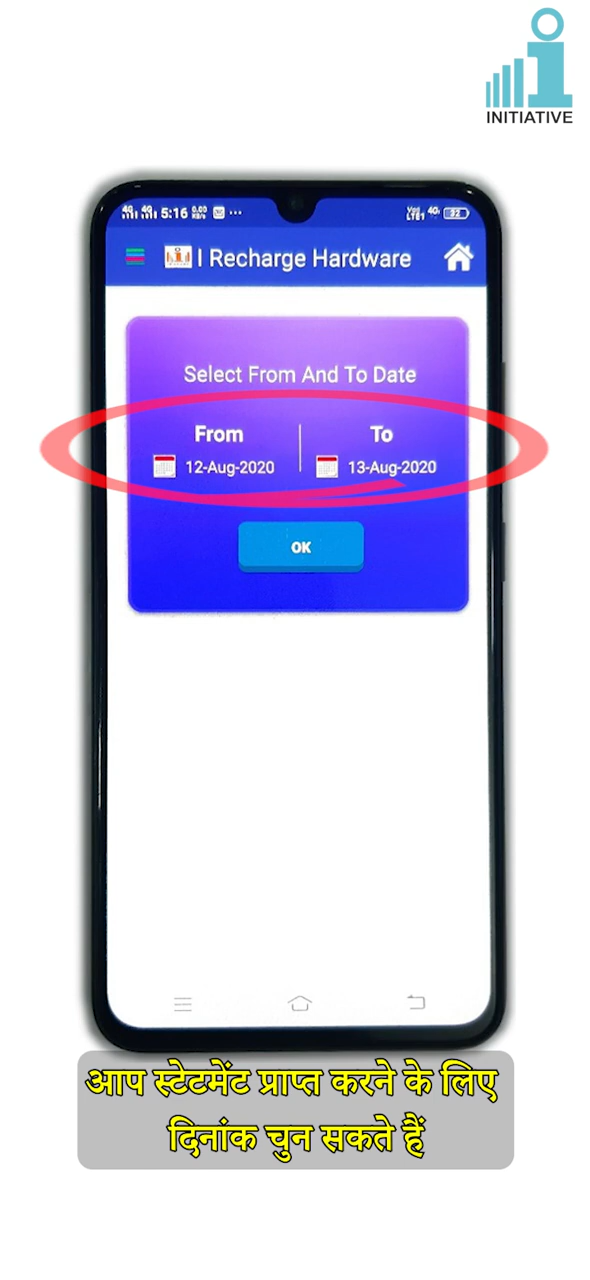 INITIATIVE
5:16
I Recharge Hardware
Select From And To Date
From To
12-Aug-2020 13-Aug-2020
OK
आप स्टेटमेंट प्राप्त करने के लिए
दिनांक चुन सकते हैं